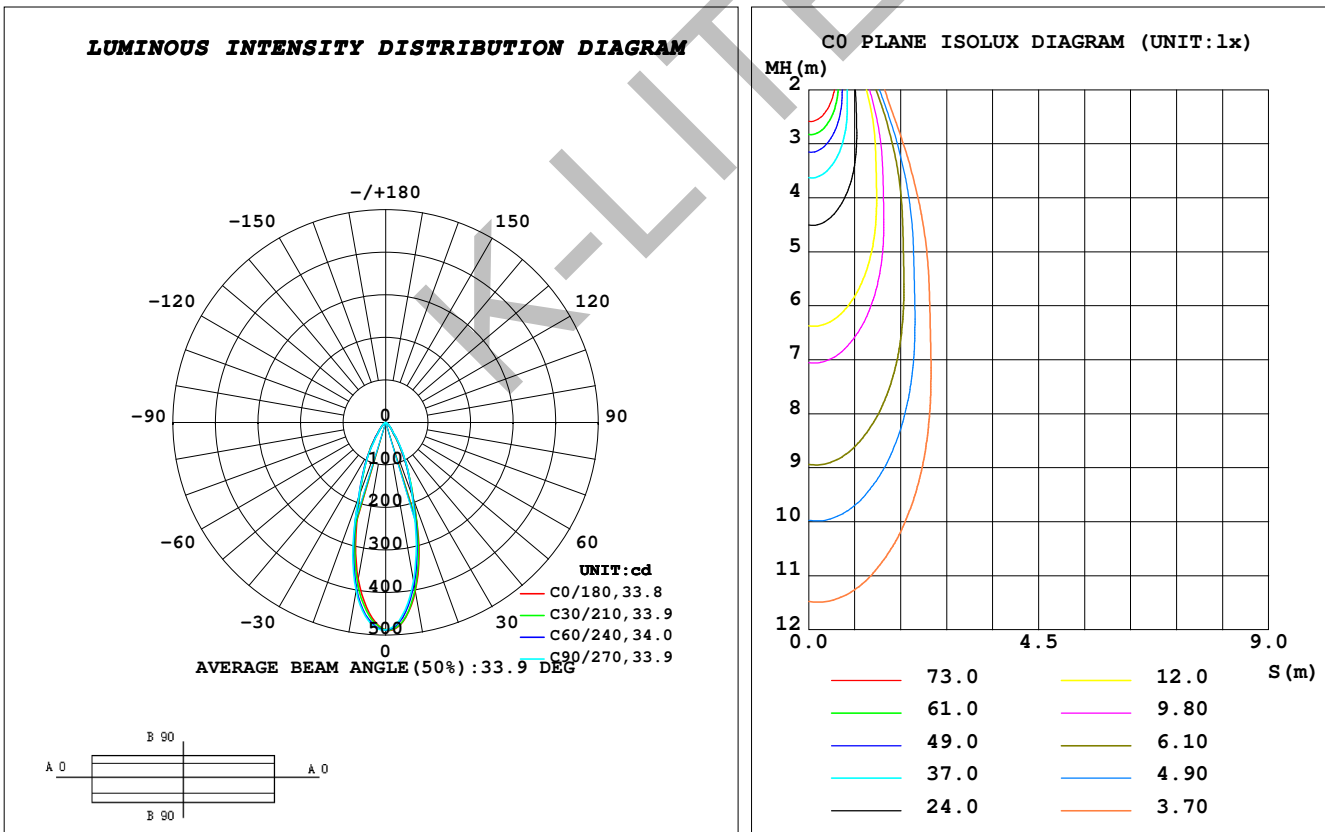 LUMINOUS INTENSITY DISTRIBUTION DIAGRAM
-/+180
-150
150
-120
120
-90
90
-60
60
-30
30
0
0
100
200
300
400
500
UNIT:cd
C0/180,33.8
C30/210,33.9
C60/240,34.0
C90/270,33.9
AVERAGE BEAM ANGLE(50%):33.9 DEG
B 90
A 0
A 0
B 90
C0 PLANE ISOLUX DIAGRAM (UNIT:lx)
MH(m)
2
3
4
5
6
7
8
9
10
11
12
0.0
4.5
9.0
S(m)
73.0
12.0
61.0
9.80
49.0
6.10
37.0
4.90
24.0
3.70
K-LITE